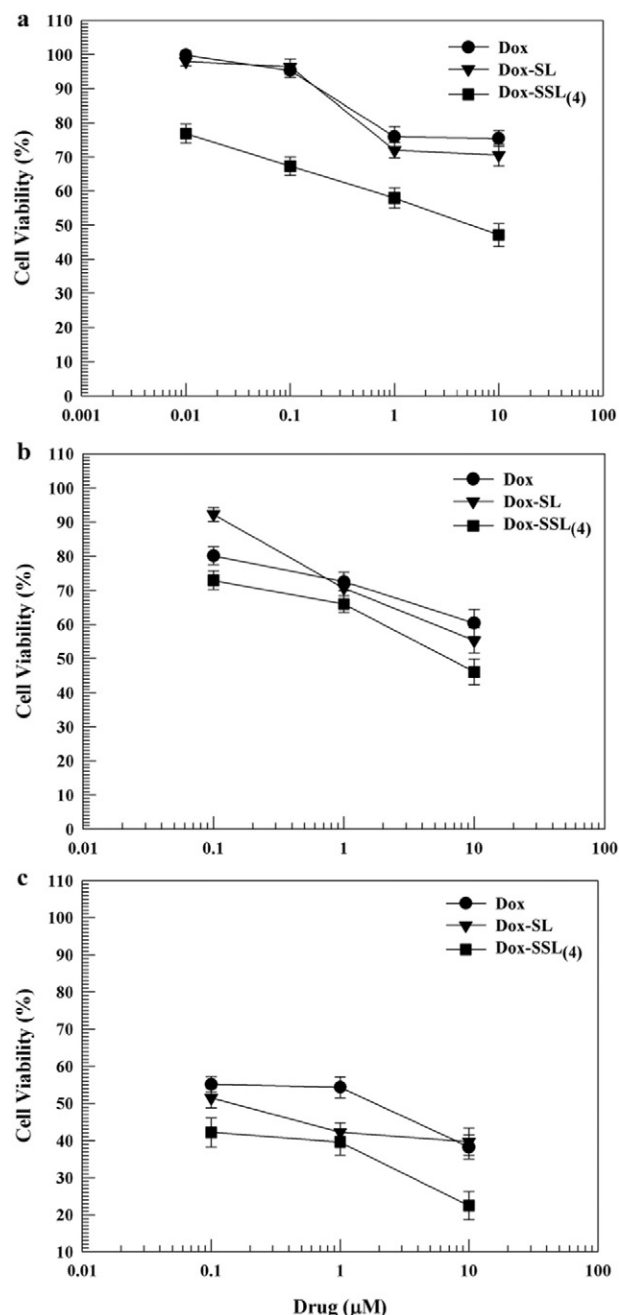 a
110
100
90
80
70
60
50
40
30
20
10
0
Cell Viability (%)
Dox
Dox-SL
Dox-SSL(4)
0.001 0.01 0.1 1 10 100
b
110
100
90
80
70
60
50
40
30
20
10
0
Cell Viability (%)
Dox
Dox-SL
Dox-SSL(4)
0.01 0.1 1 10 100
c
110
100
90
80
70
60
50
40
30
20
10
Cell Viability (%)
Dox
Dox-SL
Dox-SSL(4)
0.01 0.1 1 10 100
Drug (μM)